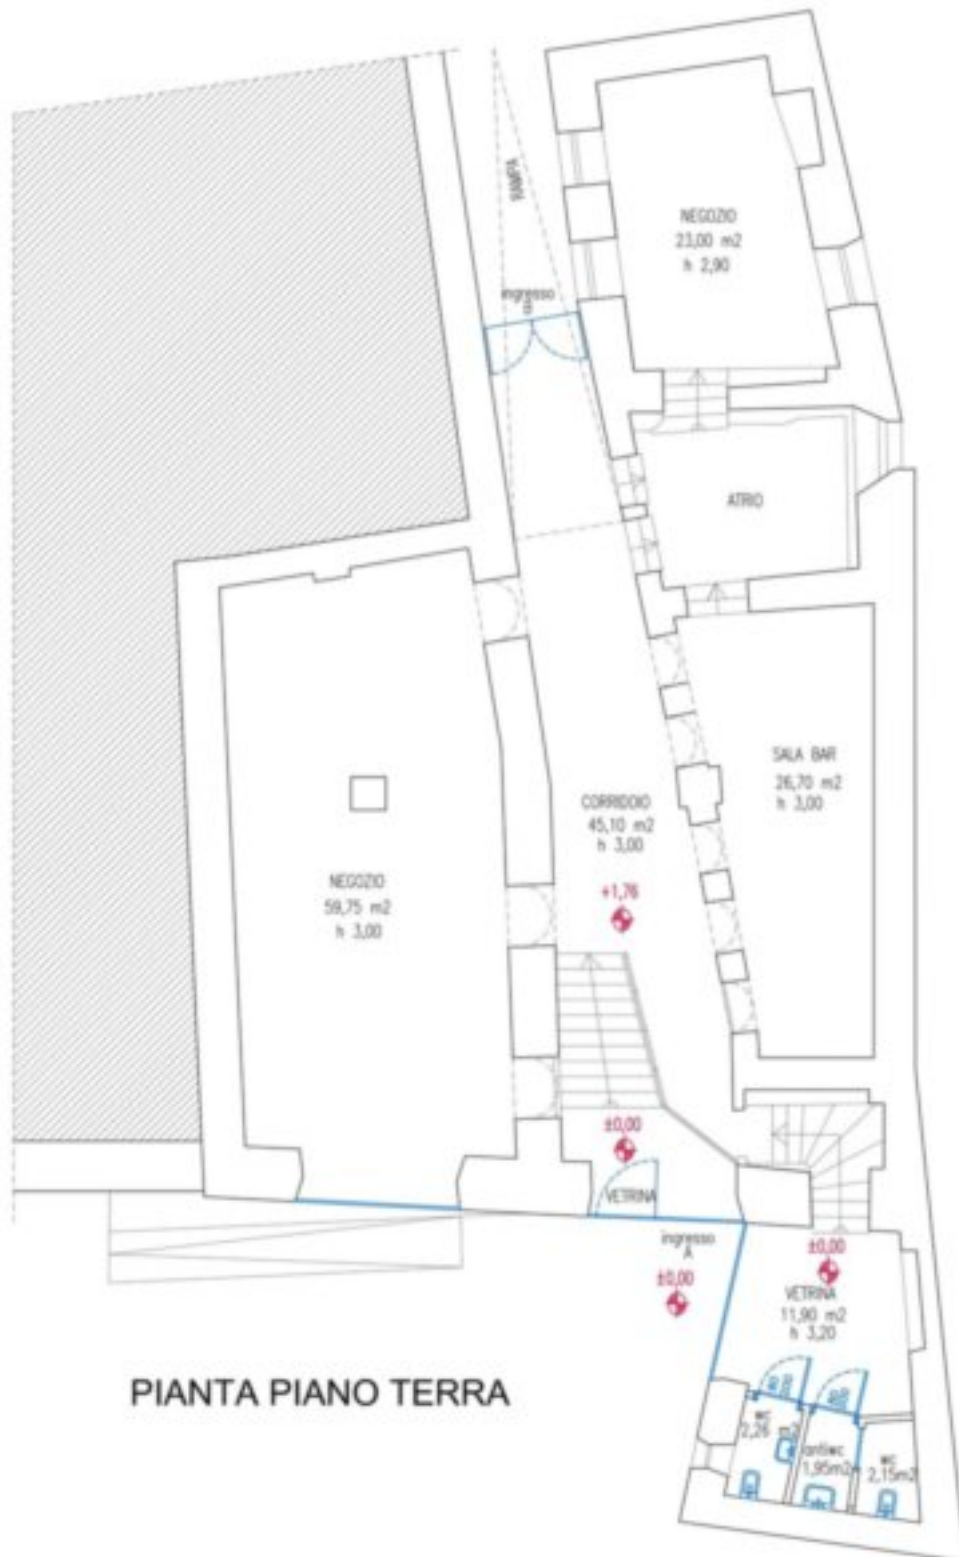 RAMPA
NEGOZIO
23,00 m2
h 2,90
ingresso
B
ATRIO
SALA BAR
26,70 m2
h 3,00
CORRIDOIO
45,10 m2
h 3,00
+1,76
NEGOZIO
59,75 m2
h 3,00
±0,00
VETRINA
ingresso
A
±0,00
±0,00
VETRINA
11,90 m2
h 3,20
PIANTA PIANO TERRA
wc
2,26 m2
antiwc
1,95m2
wc
2,15m2